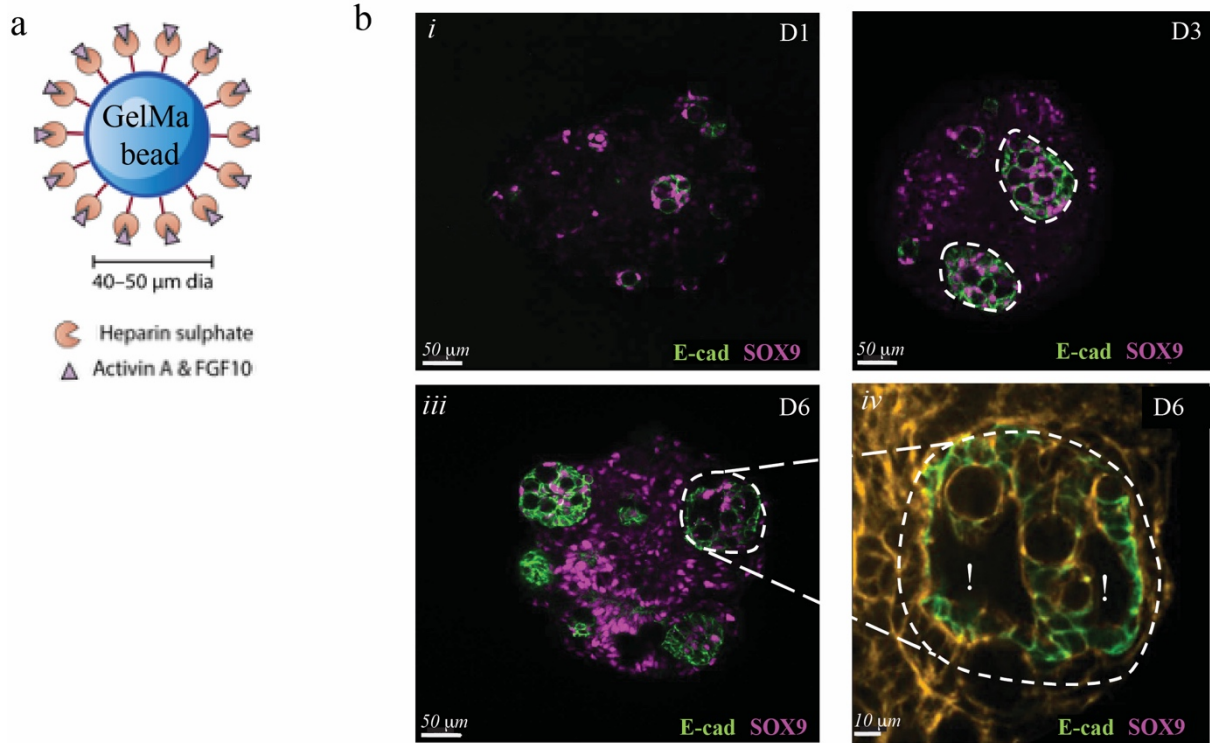 a
GelMa
bead
40–50 µm dia
Heparin sulphate
Activin A & FGF10
b
i
D1
50 µm
E-cad SOX9
D3
50 µm
E-cad SOX9
iii
D6
50 µm
E-cad SOX9
iv
D6
!
!
10 µm
E-cad SOX9